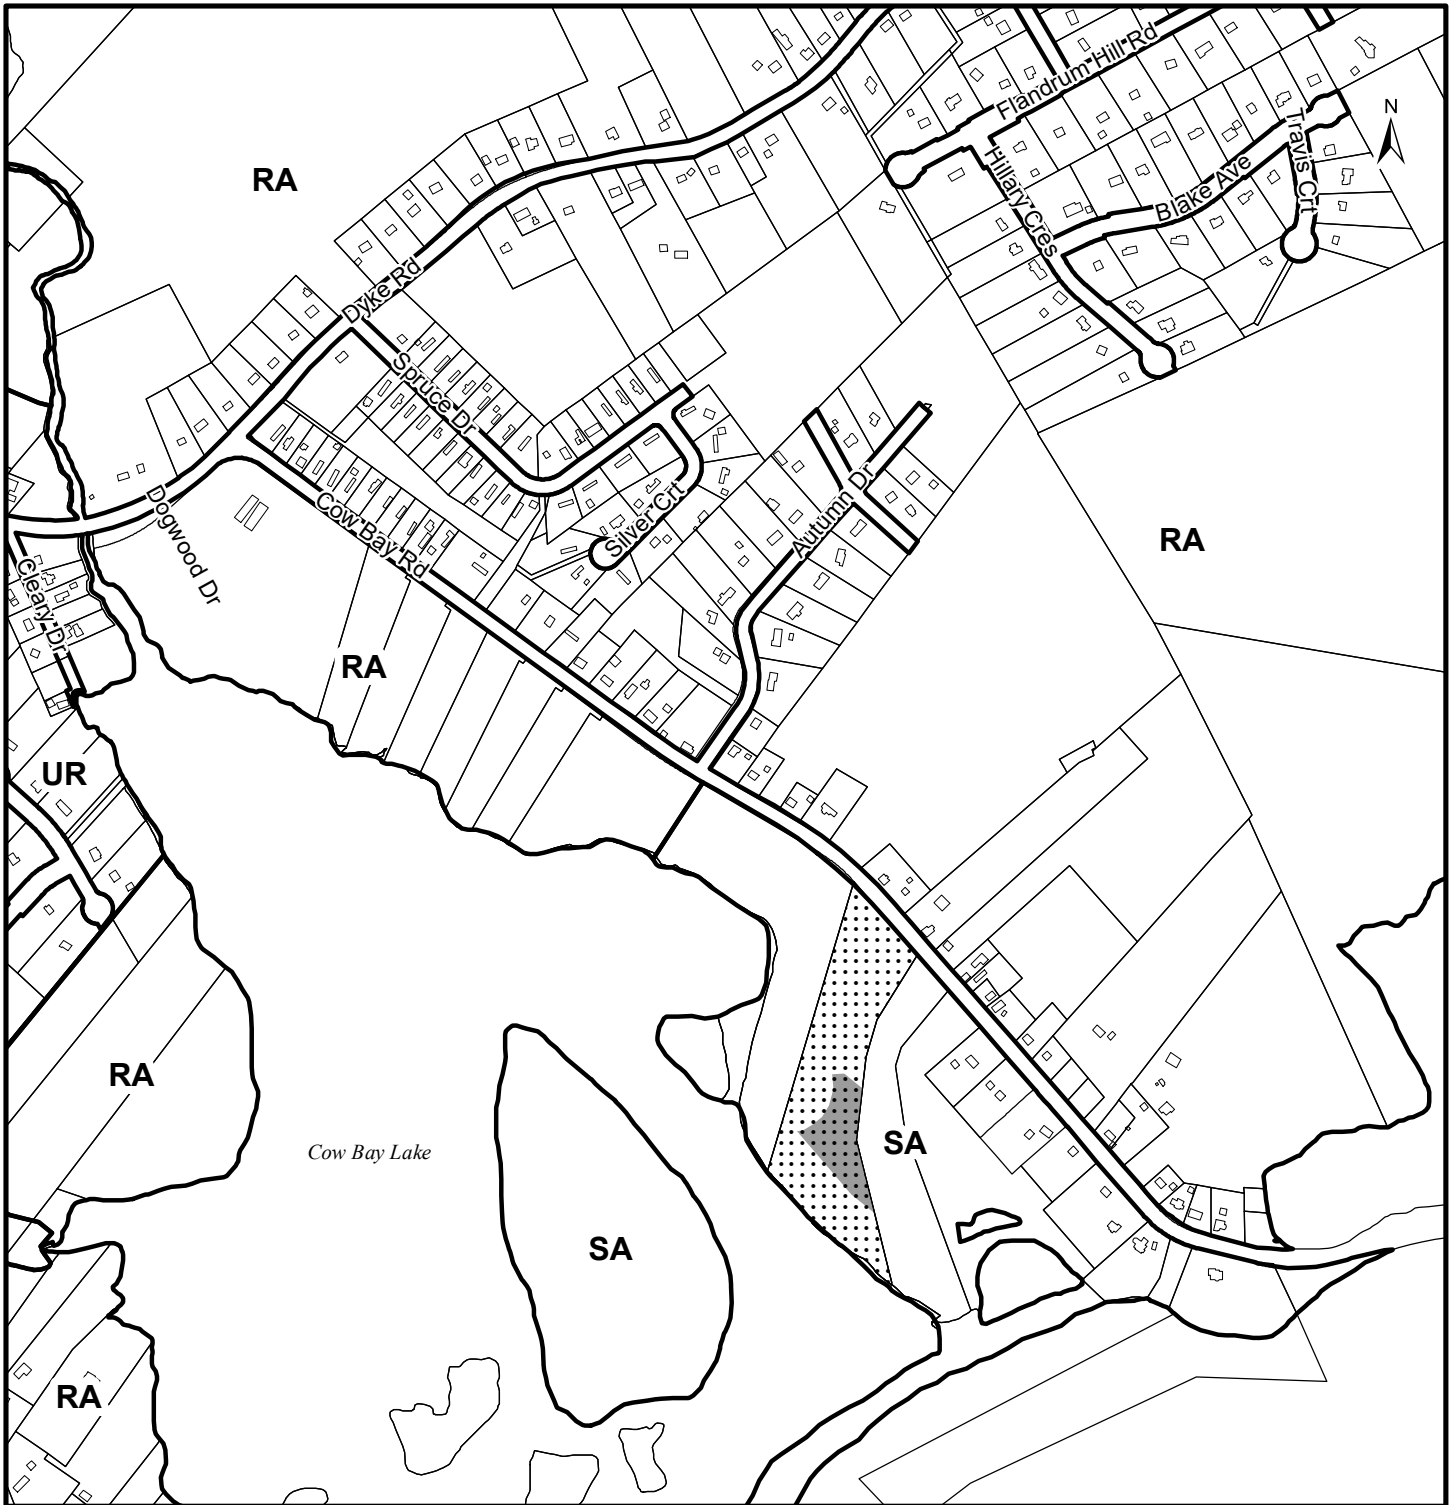 Flandrum Hill Rd
N
Travis Crt
Hillary Cres
Blake Ave
RA
Dyke Rd
Spruce Dr
Autumn Dr
Silver Crt
Cow Bay Rd
Dogwood Dr
Cleary Dr
RA
RA
UR
RA
SA
Cow Bay Lake
SA
RA